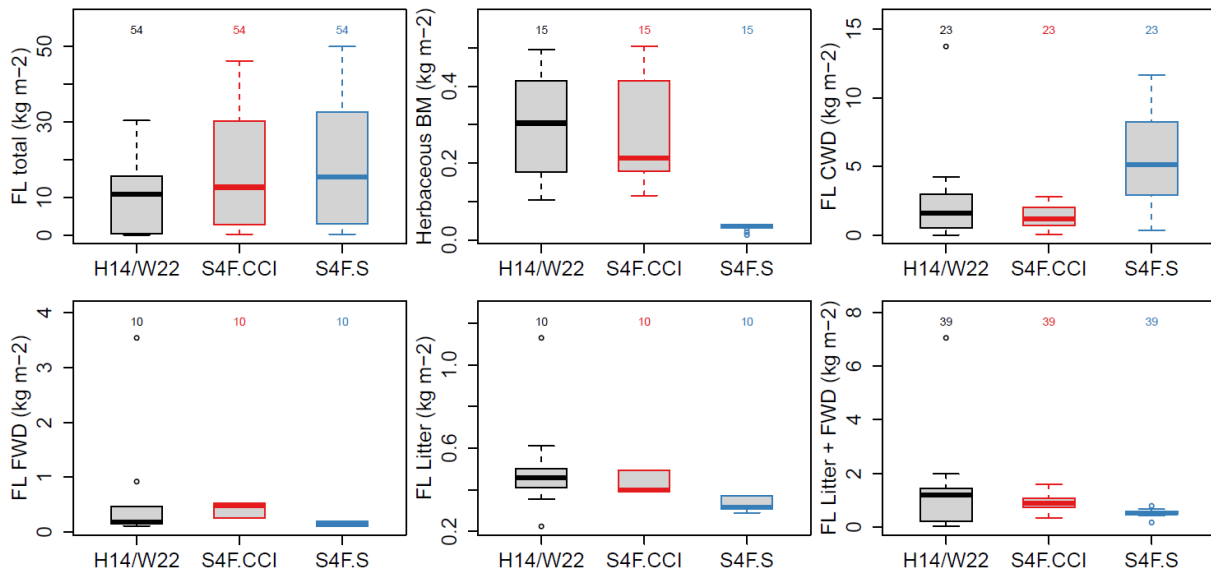 FL total (kg m−2)
0
10
30
50
54
54
54
H14/W22
S4F.CCI
S4F.S
Herbaceous BM (kg m−2)
0.0
0.2
0.4
15
15
15
H14/W22
S4F.CCI
S4F.S
FL CWD (kg m−2)
0
5
10
15
23
23
23
H14/W22
S4F.CCI
S4F.S
FL FWD (kg m−2)
0
1
2
3
4
10
10
10
H14/W22
S4F.CCI
S4F.S
FL Litter (kg m−2)
0.2
0.6
1.0
10
10
10
H14/W22
S4F.CCI
S4F.S
FL Litter + FWD (kg m−2)
0
2
4
6
8
39
39
39
H14/W22
S4F.CCI
S4F.S